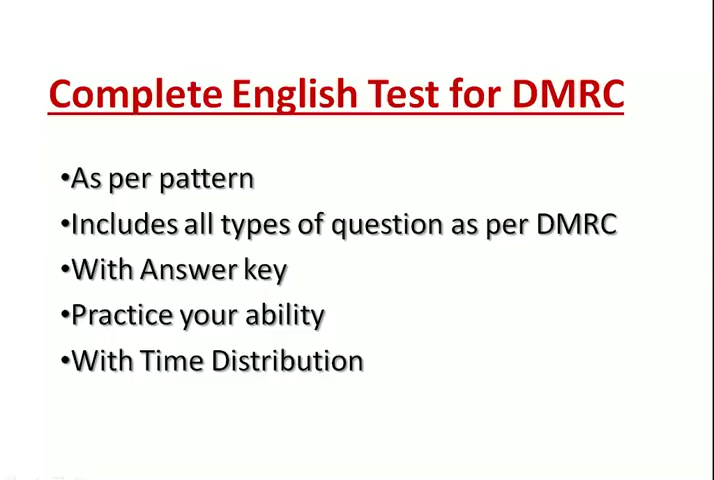 Complete English Test for DMRC
•As per pattern
•Includes all types of question as per DMRC
•With Answer key
•Practice your ability
•With Time Distribution